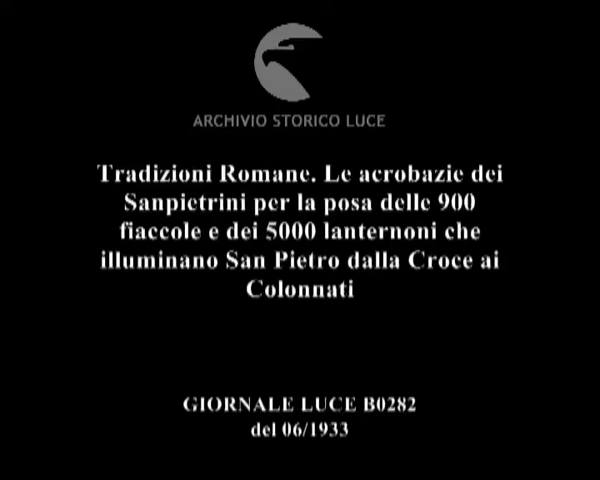 ARCHIVIO STORICO LUCE
Tradizioni Romane. Le acrobazie dei
Sanpietrini per la posa delle 900
fiaccole e dei 5000 lanternoni che
illuminano San Pietro dalla Croce ai
Colonnati
GIORNALE LUCE B0282
del 06/1933